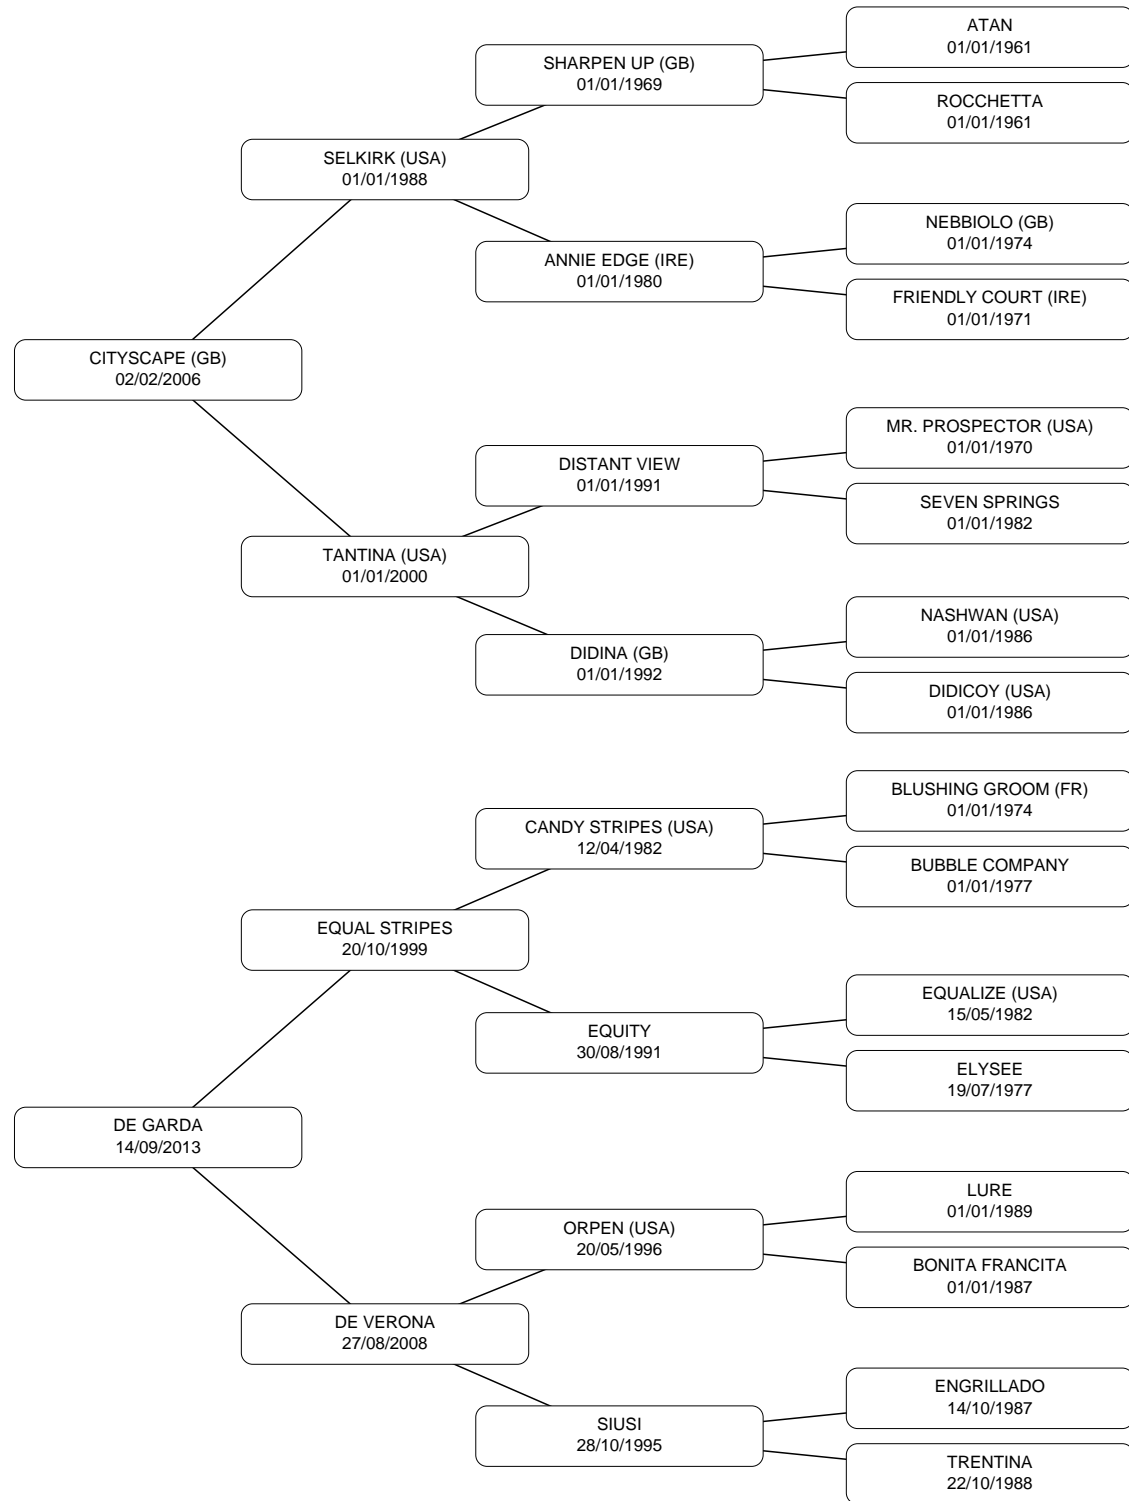 ATAN
01/01/1961
SHARPEN UP (GB)
01/01/1969
ROCCHETTA
01/01/1961
SELKIRK (USA)
01/01/1988
NEBBIOLO (GB)
01/01/1974
ANNIE EDGE (IRE)
01/01/1980
FRIENDLY COURT (IRE)
01/01/1971
CITYSCAPE (GB)
02/02/2006
MR. PROSPECTOR (USA)
01/01/1970
DISTANT VIEW
01/01/1991
SEVEN SPRINGS
01/01/1982
TANTINA (USA)
01/01/2000
NASHWAN (USA)
01/01/1986
DIDINA (GB)
01/01/1992
DIDICOY (USA)
01/01/1986
BLUSHING GROOM (FR)
01/01/1974
CANDY STRIPES (USA)
12/04/1982
BUBBLE COMPANY
01/01/1977
EQUAL STRIPES
20/10/1999
EQUALIZE (USA)
15/05/1982
EQUITY
30/08/1991
ELYSEE
19/07/1977
DE GARDA
14/09/2013
LURE
01/01/1989
ORPEN (USA)
20/05/1996
BONITA FRANCITA
01/01/1987
DE VERONA
27/08/2008
ENGRILLADO
14/10/1987
SIUSI
28/10/1995
TRENTINA
22/10/1988